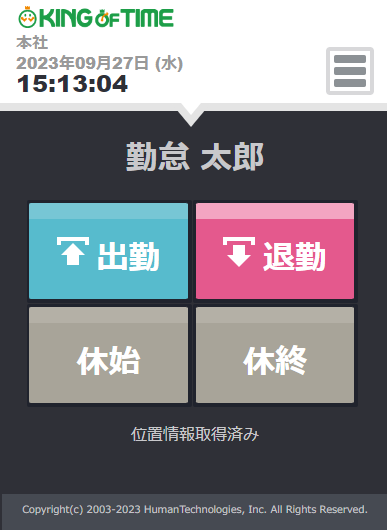 KING OF TIME
本社
2023年09月27日 (水)
15:13:04
勤怠 太郎
出勤
退勤
休始
休終
位置情報取得済み
Copyright(c) 2003-2023 HumanTechnologies, Inc. All Rights Reserved.